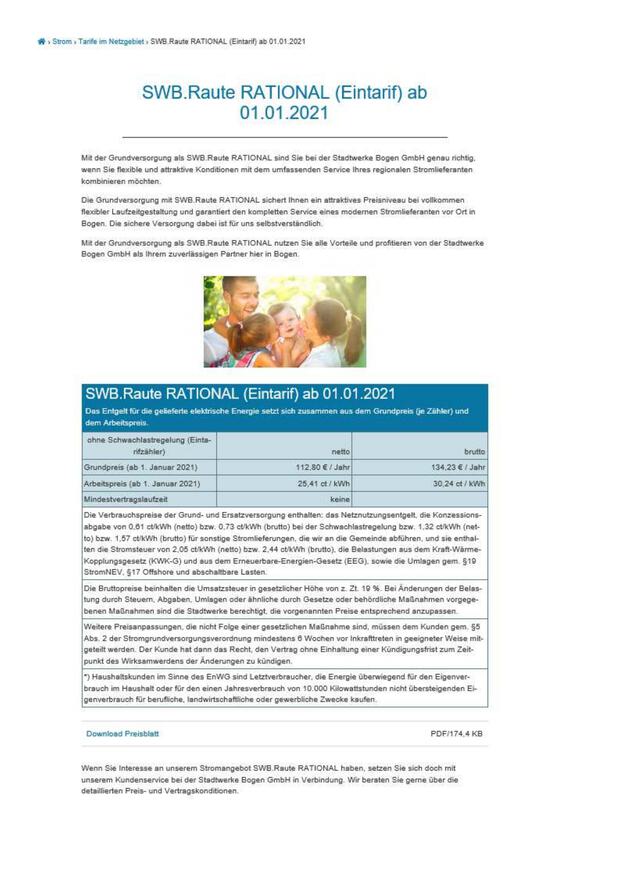 Strom › Tarife im Netzgebiet › SWB.Raute RATIONAL (Eintarif) ab 01.01.2021
SWB.Raute RATIONAL (Eintarif) ab
01.01.2021
Mit der Grundversorgung als SWB.Raute RATIONAL sind Sie bei der Stadtwerke Bogen GmbH genau richtig,
wenn Sie flexible und attraktive Konditionen mit dem umfassenden Service Ihres regionalen Stromlieferanten
kombinieren möchten.
Die Grundversorgung mit SWB.Raute RATIONAL sichert Ihnen ein attraktives Preisniveau bei vollkommen
flexibler Laufzeitgestaltung und garantiert den kompletten Service eines modernen Stromlieferanten vor Ort in
Bogen. Die sichere Versorgung dabei ist für uns selbstverständlich.
Mit der Grundversorgung als SWB.Raute RATIONAL nutzen Sie alle Vorteile und profitieren von der Stadtwerke
Bogen GmbH als Ihrem zuverlässigen Partner hier in Bogen.
SWB.Raute RATIONAL (Eintarif) ab 01.01.2021
Das Entgelt für die gelieferte elektrische Energie setzt sich zusammen aus dem Grundpreis (je Zähler) und
dem Arbeitspreis.
ohne Schwachlastregelung (Einta-
rifzähler) netto brutto
Grundpreis (ab 1. Januar 2021) 112,80 € / Jahr 134,23 € / Jahr
Arbeitspreis (ab 1. Januar 2021) 25,41 ct / kWh 30,24 ct / kWh
Mindestvertragslaufzeit keine
Die Verbrauchspreise der Grund- und Ersatzversorgung enthalten: das Netznutzungsentgelt, die Konzessions-
abgabe von 0,61 ct/kWh (netto) bzw. 0,73 ct/kWh (brutto) bei der Schwachlastregelung bzw. 1,32 ct/kWh (net-
to) bzw. 1,57 ct/kWh (brutto) für sonstige Stromlieferungen, die wir an die Gemeinde abführen, und sie enthal-
ten die Stromsteuer von 2,05 ct/kWh (netto) bzw. 2,44 ct/kWh (brutto), die Belastungen aus dem Kraft-Wärme-
Kopplungsgesetz (KWK-G) und aus dem Erneuerbare-Energien-Gesetz (EEG), sowie die Umlagen gem. §19
StromNEV, §17 Offshore und abschaltbare Lasten.
Die Bruttopreise beinhalten die Umsatzsteuer in gesetzlicher Höhe von z. Zt. 19 %. Bei Änderungen der Belas-
tung durch Steuern, Abgaben, Umlagen oder ähnliche durch Gesetze oder behördliche Maßnahmen vorgege-
benen Maßnahmen sind die Stadtwerke berechtigt, die vorgenannten Preise entsprechend anzupassen.
Weitere Preisanpassungen, die nicht Folge einer gesetzlichen Maßnahme sind, müssen dem Kunden gem. §5
Abs. 2 der Stromgrundversorgungsverordnung mindestens 6 Wochen vor Inkrafttreten in geeigneter Weise mit-
geteilt werden. Der Kunde hat dann das Recht, den Vertrag ohne Einhaltung einer Kündigungsfrist zum Zeit-
punkt des Wirksamwerdens der Änderungen zu kündigen.
*) Haushaltskunden im Sinne des EnWG sind Letztverbraucher, die Energie überwiegend für den Eigenver-
brauch im Haushalt oder für den einen Jahresverbrauch von 10.000 Kilowattstunden nicht übersteigenden Ei-
genverbrauch für berufliche, landwirtschaftliche oder gewerbliche Zwecke kaufen.
Download Preisblatt PDF/174,4 KB
Wenn Sie Interesse an unserem Stromangebot SWB.Raute RATIONAL haben, setzen Sie sich doch mit
unserem Kundenservice bei der Stadtwerke Bogen GmbH in Verbindung. Wir beraten Sie gerne über die
detaillierten Preis- und Vertragskonditionen.